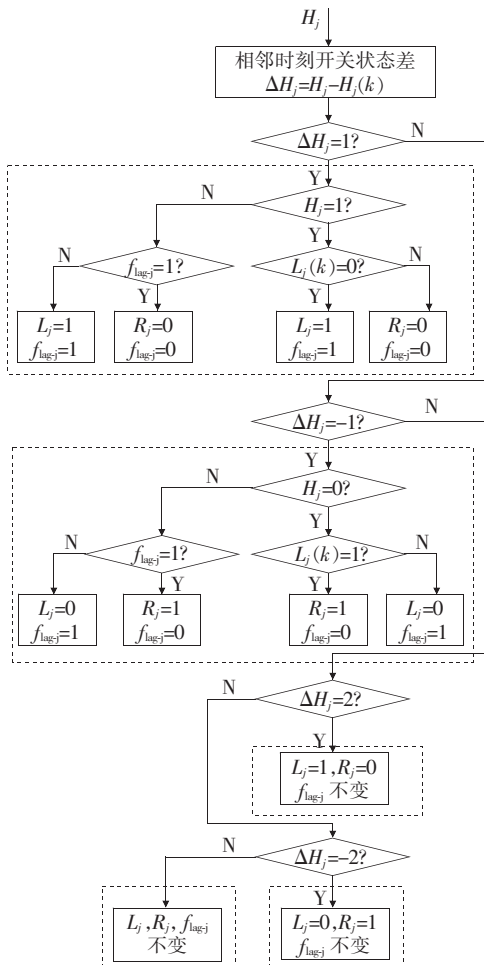 H_j
相邻时刻开关状态差
ΔH_j=H_j-H_j(k)
ΔH_j=1?
N
Y
H_j=1?
N
Y
f_lag-j=1?
N
Y
L_j(k)=0?
N
Y
L_j=1
f_lag-j=1
R_j=0
f_lag-j=0
L_j=1
f_lag-j=1
R_j=0
f_lag-j=0
ΔH_j=-1?
N
Y
H_j=0?
N
Y
f_lag-j=1?
N
Y
L_j(k)=1?
N
Y
L_j=0
f_lag-j=1
R_j=1
f_lag-j=0
R_j=1
f_lag-j=0
L_j=0
f_lag-j=1
ΔH_j=2?
N
Y
L_j=1,R_j=0
f_lag-j 不变
ΔH_j=-2?
N
Y
L_j,R_j,f_lag-j
不变
L_j=0,R_j=1
f_lag-j 不变